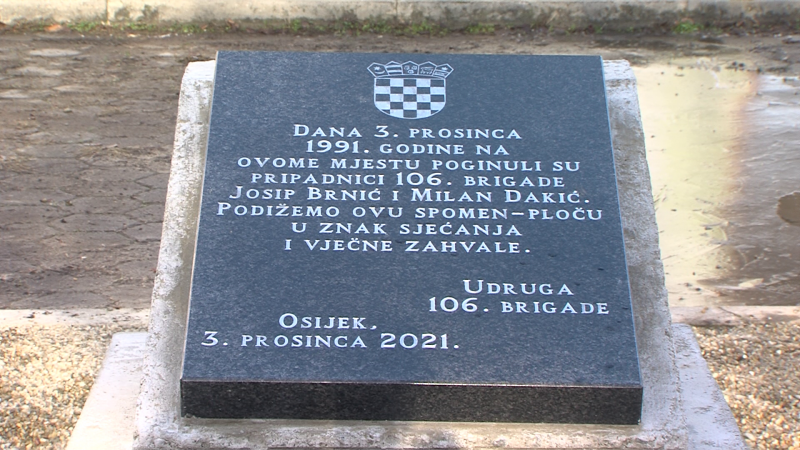 Dana 3. prosinca
1991. godine na
ovome mjestu poginuli su
pripadnici 106. brigade
Josip Brnić i Milan Dakić.
Podižemo ovu spomen-ploču
u znak sjećanja
i vječne zahvale.
Udruga
106. brigade
Osijek,
3. prosinca 2021.